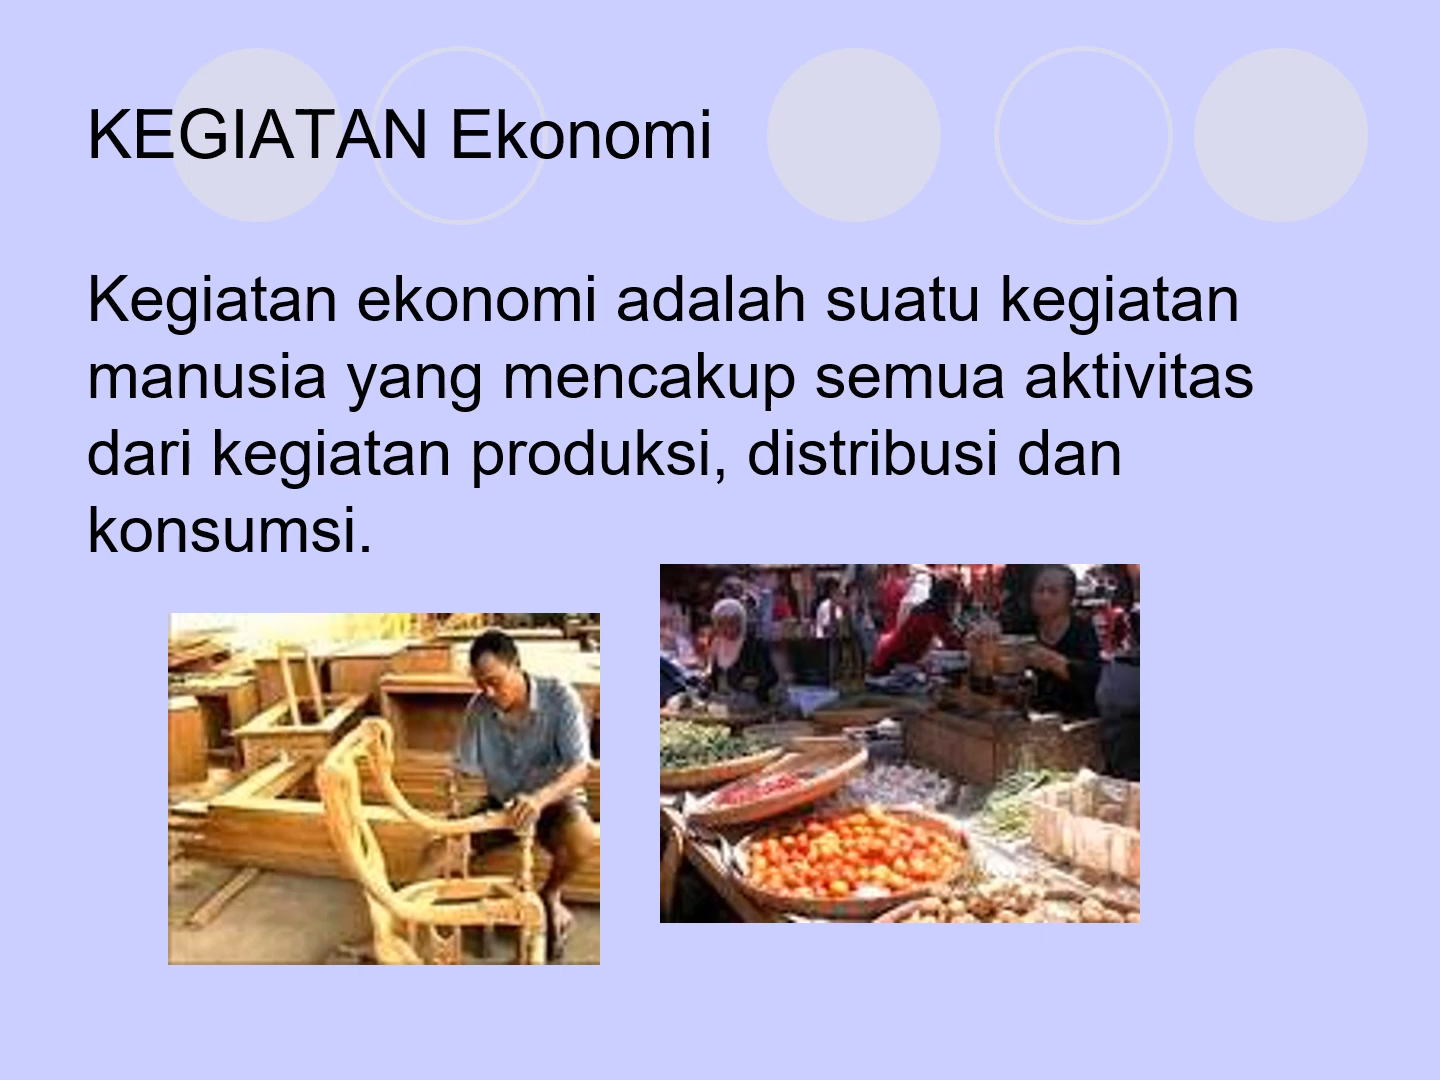 KEGIATAN Ekonomi
Kegiatan ekonomi adalah suatu kegiatan
manusia yang mencakup semua aktivitas
dari kegiatan produksi, distribusi dan
konsumsi.